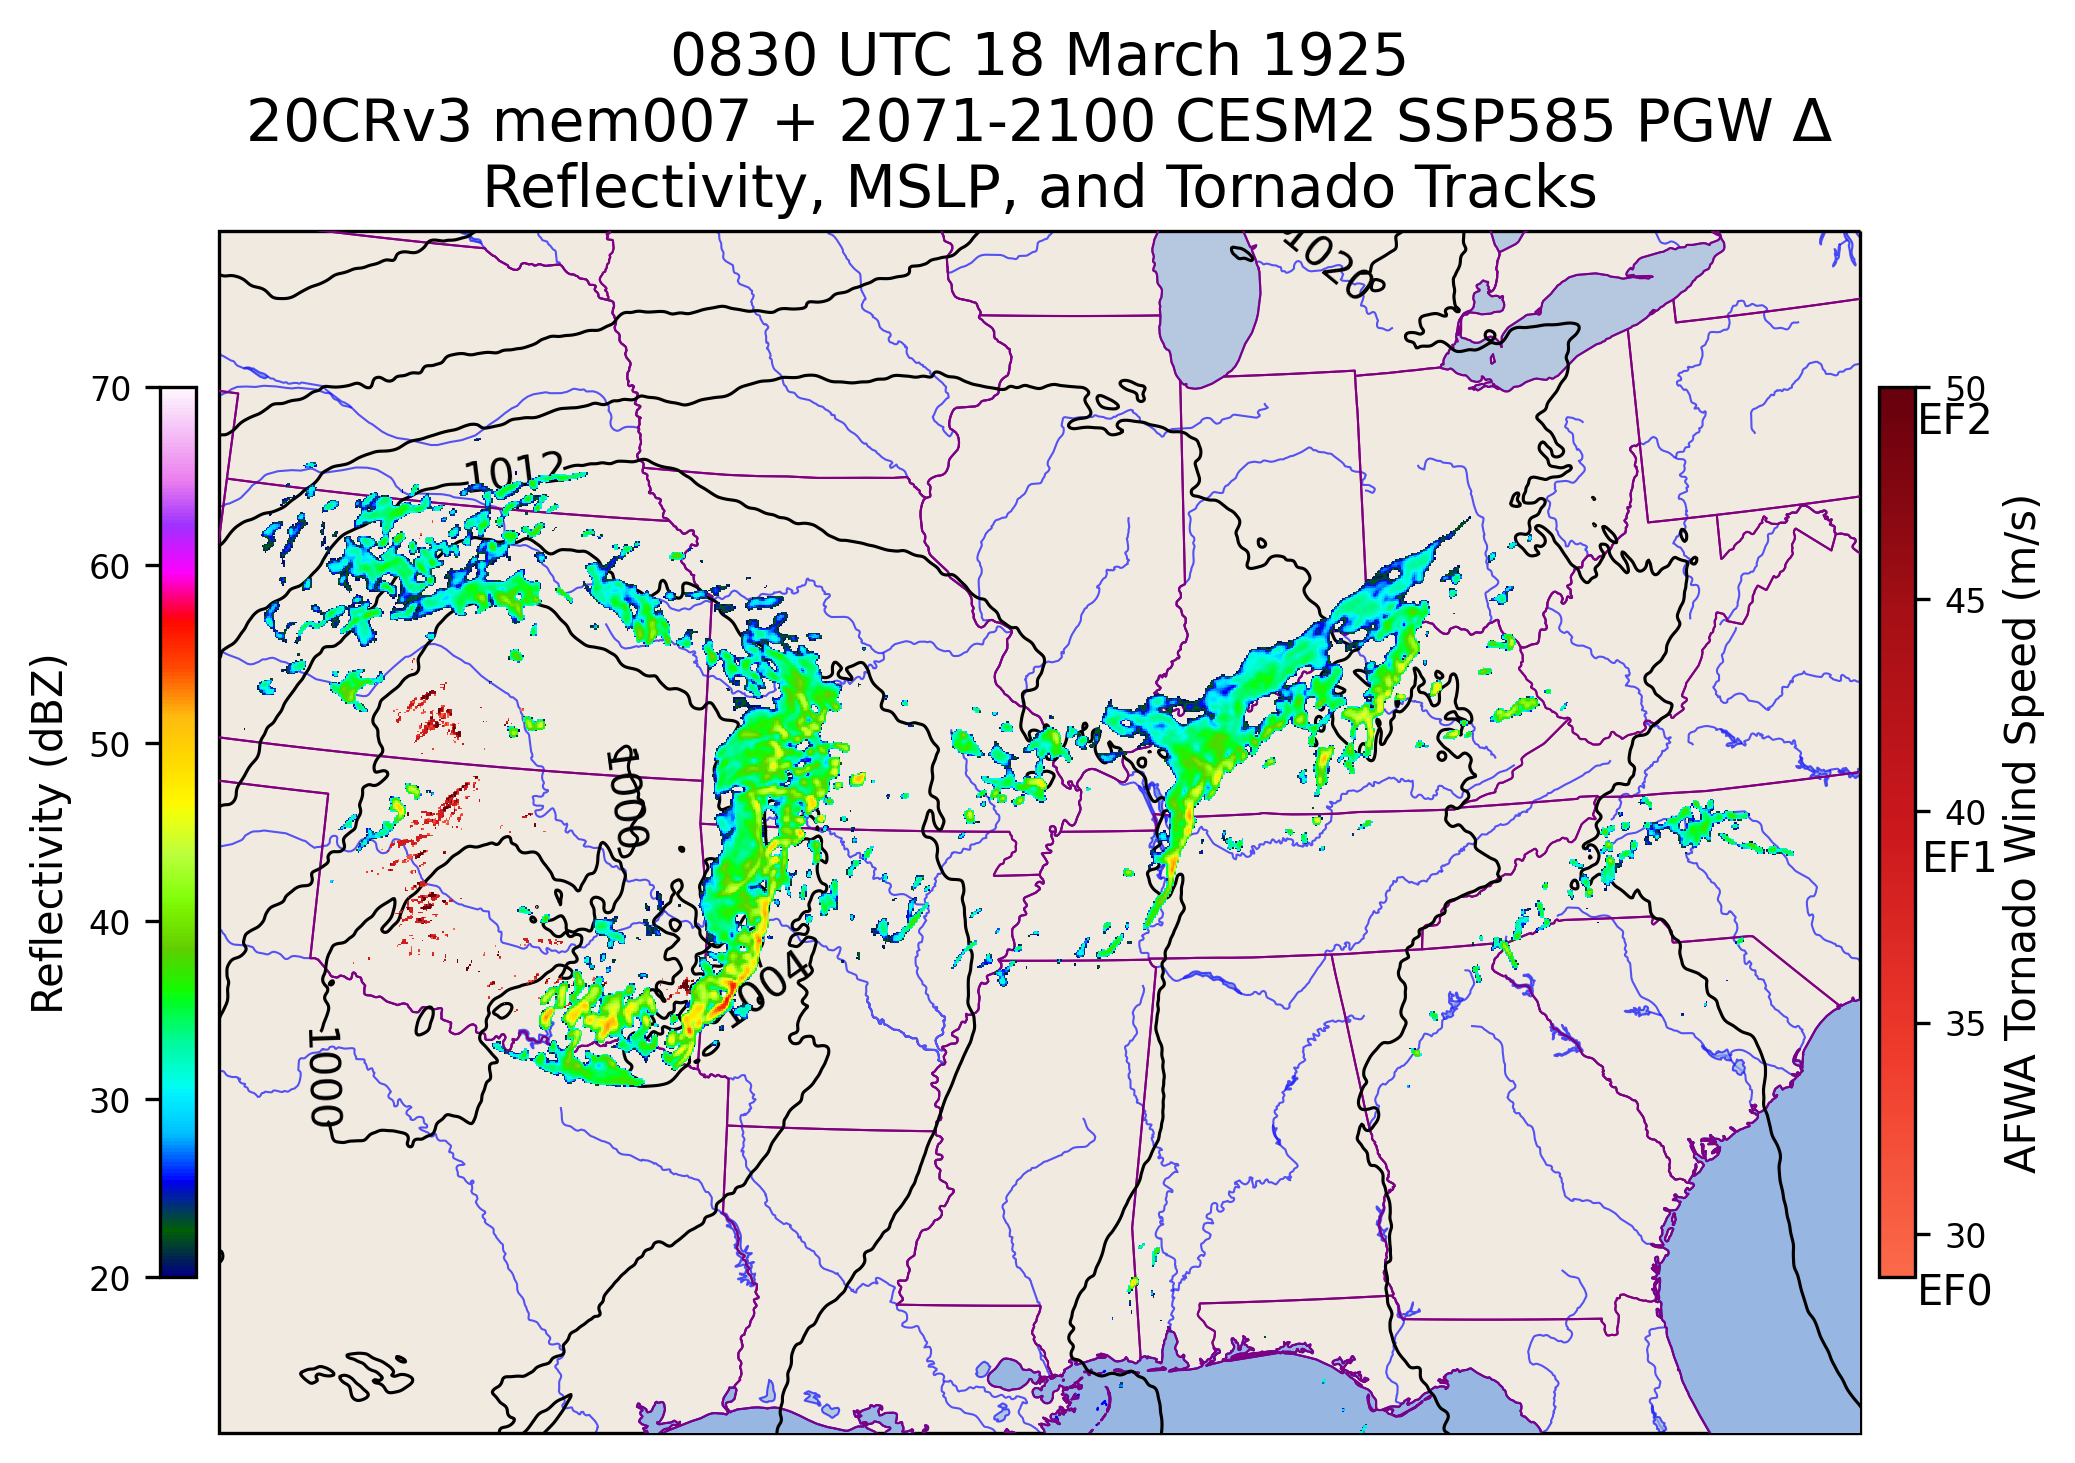 0830 UTC 18 March 1925
20CRv3 mem007 + 2071-2100 CESM2 SSP585 PGW Δ
Reflectivity, MSLP, and Tornado Tracks
Reflectivity (dBZ)
70
60
50
40
30
20
1020
1012
1009
1004
1000
50
EF2
45
40
EF1
35
30
EF0
AFWA Tornado Wind Speed (m/s)